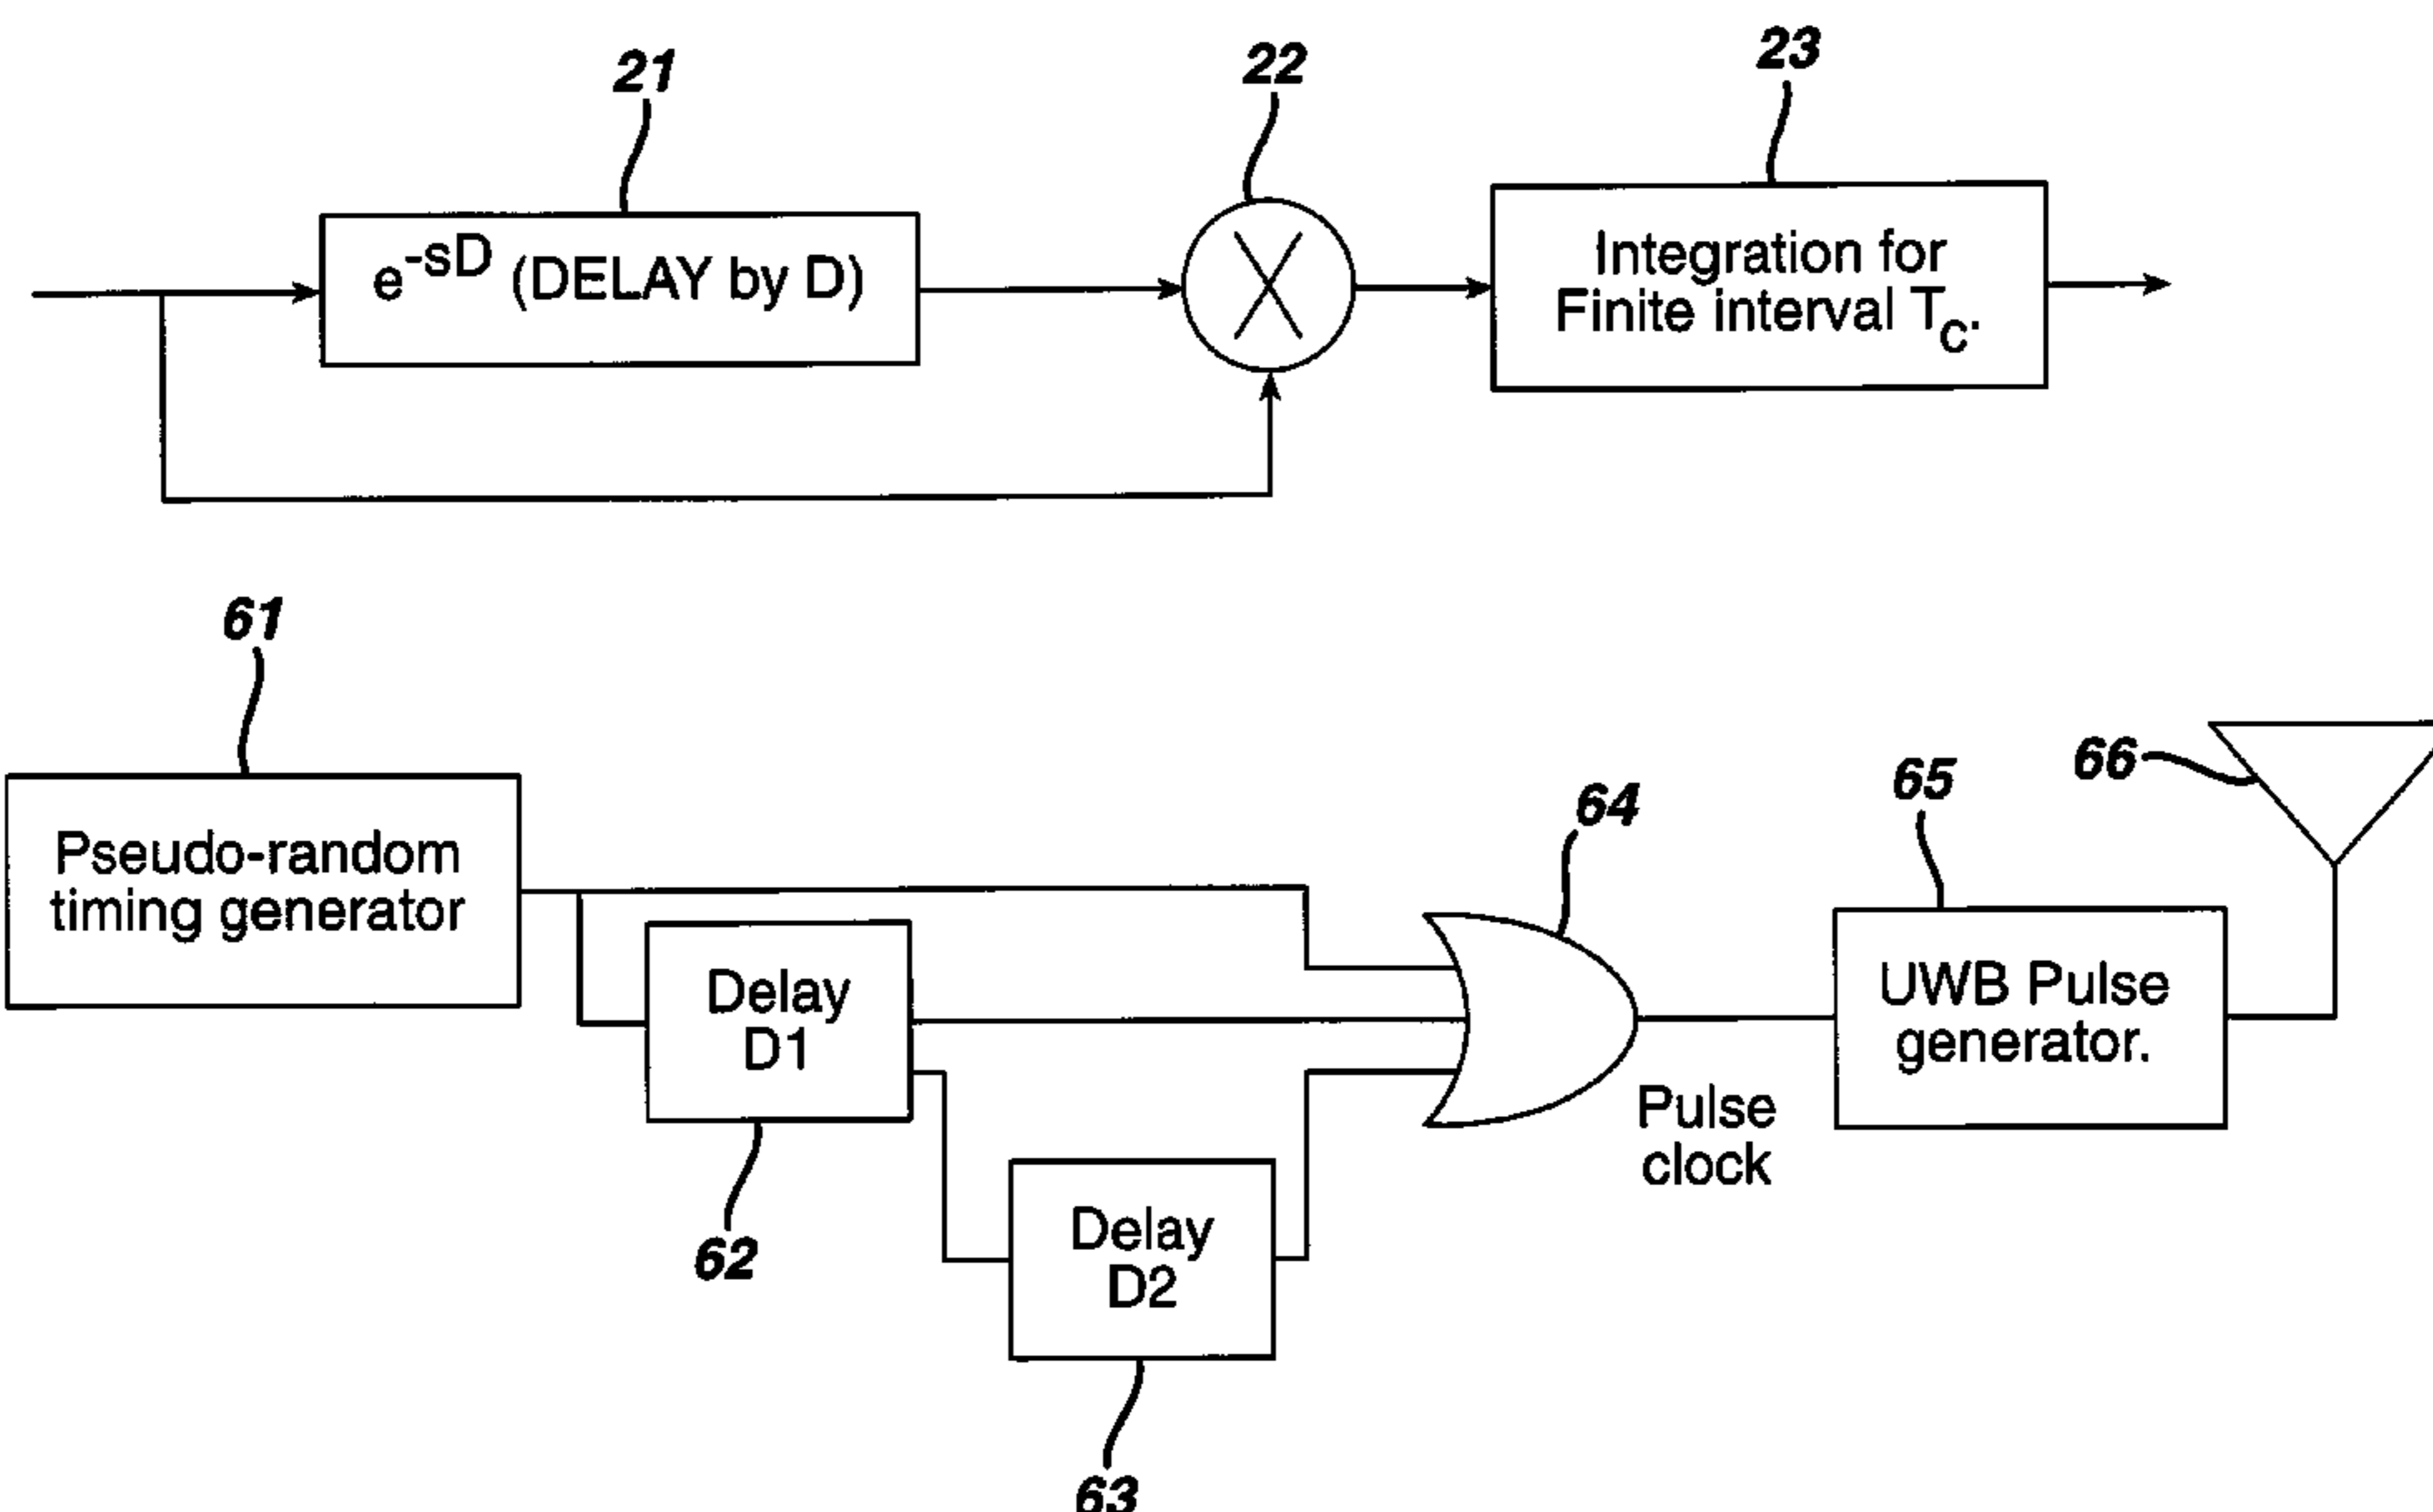 21
22
23
e-sD (DELAY by D)
Integration for
Finite interval TC.
61
Pseudo-random
timing generator
64
65
66
Delay
D1
UWB Pulse
generator.
Pulse
clock
62
Delay
D2
63